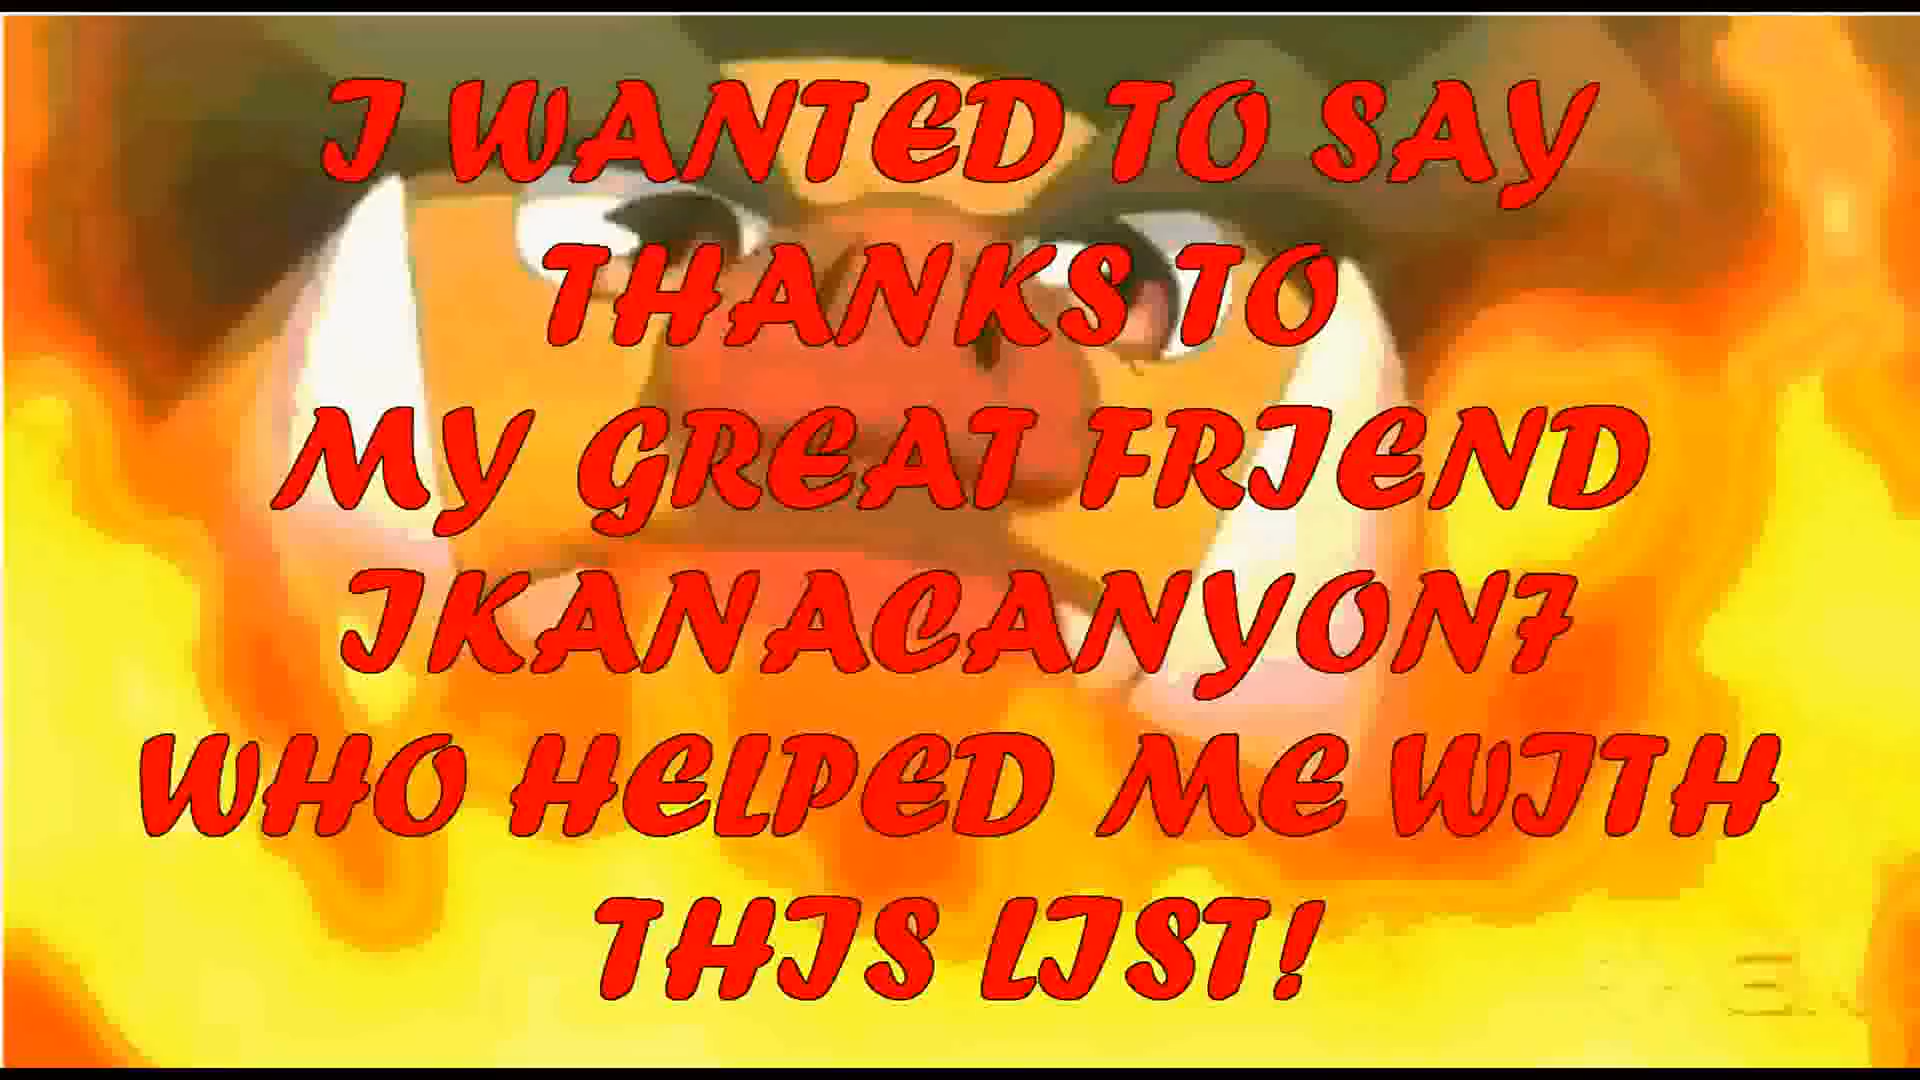 I WANTED TO SAY
THANKS TO
MY GREAT FRIEND
IKANACANYON7
WHO HELPED ME WITH
THIS LIST!